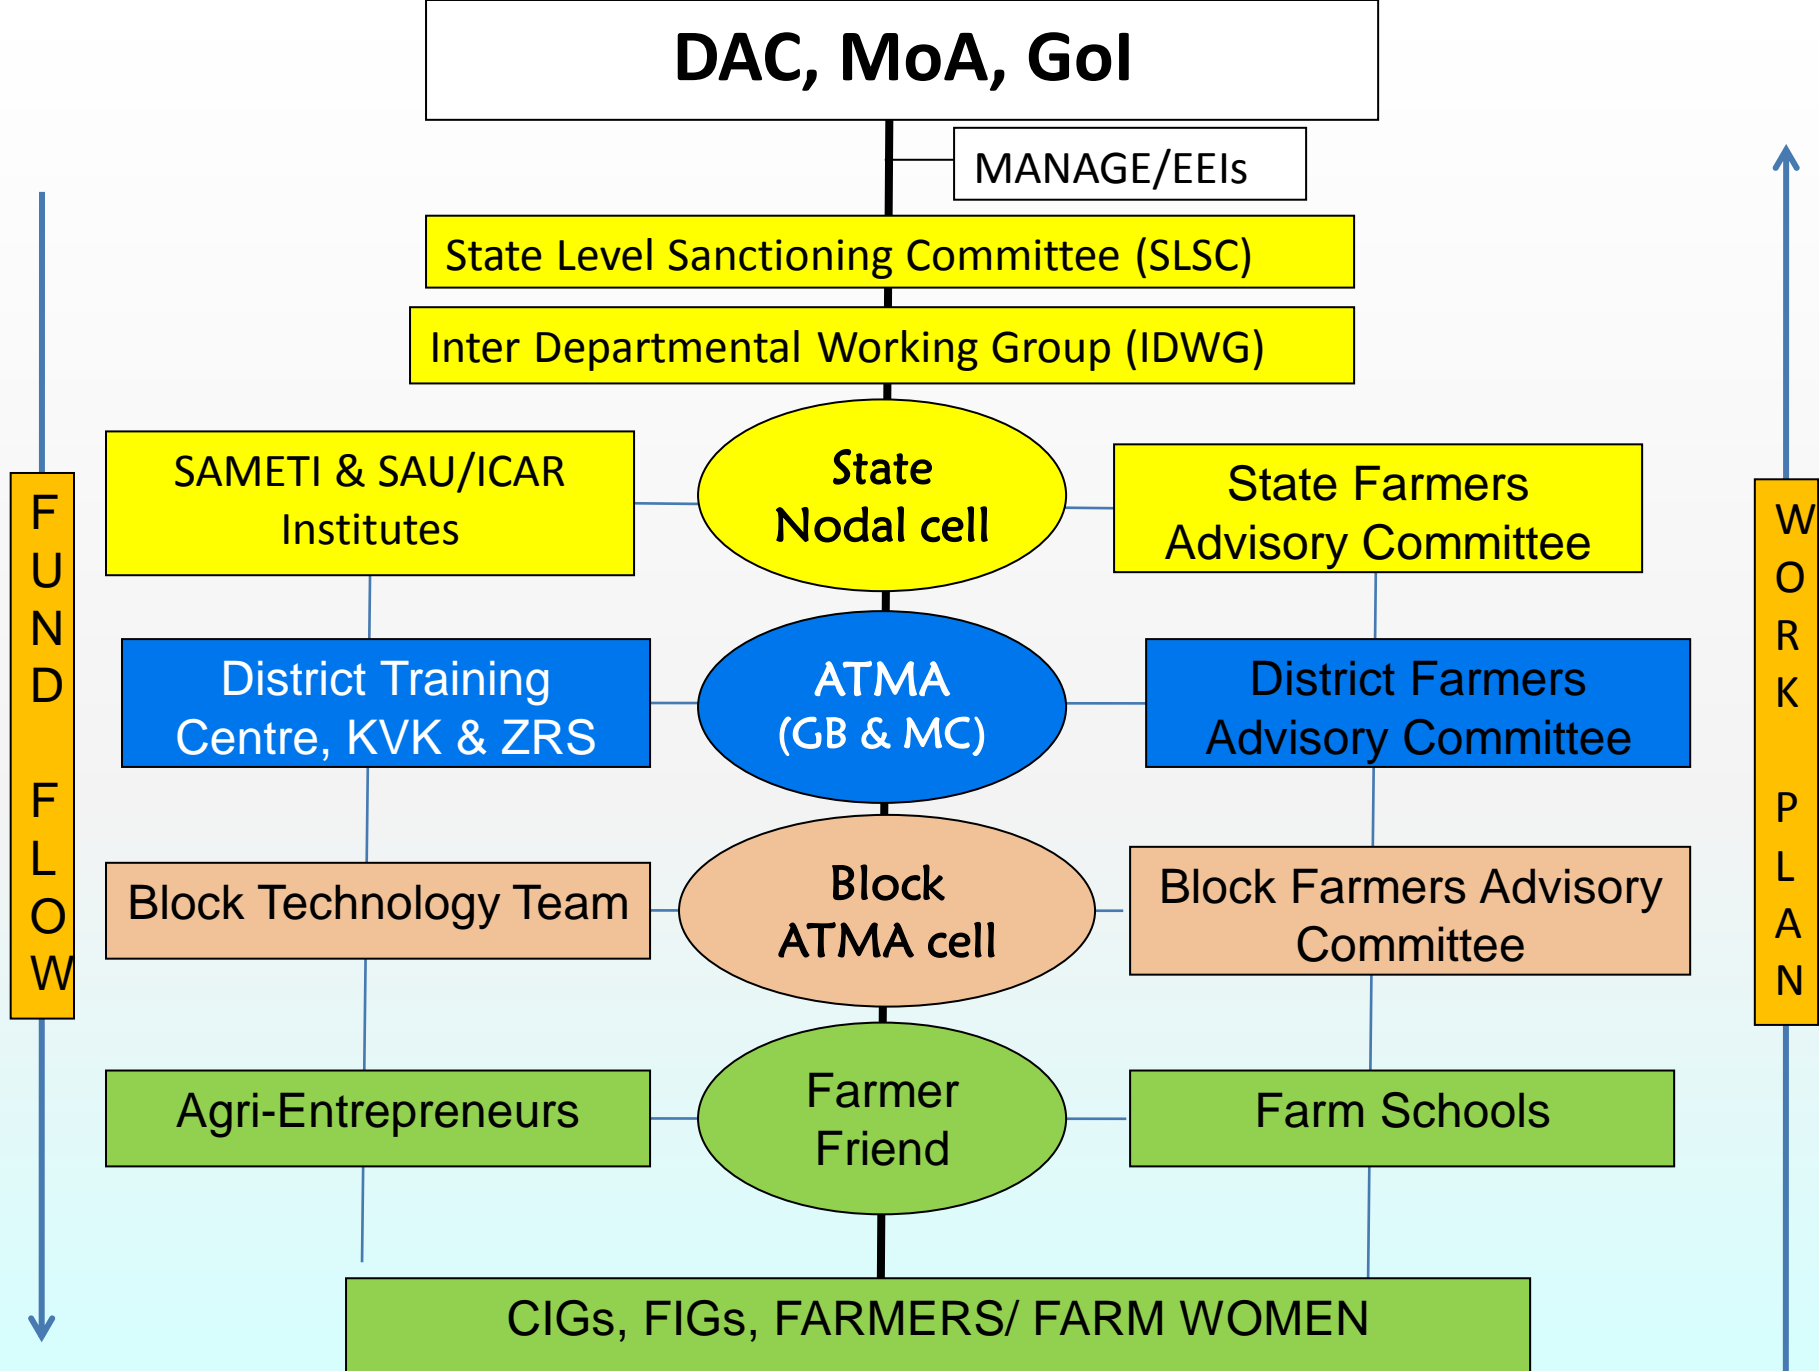 DAC, MoA, GoI
MANAGE/EEIs
State Level Sanctioning Committee (SLSC)
Inter Departmental Working Group (IDWG)
SAMETI & SAU/ICAR
Institutes
State
Nodal cell
State Farmers
Advisory Committee
District Training
Centre, KVK & ZRS
ATMA
(GB & MC)
District Farmers
Advisory Committee
Block Technology Team
Block
ATMA cell
Block Farmers Advisory
Committee
Agri-Entrepreneurs
Farmer
Friend
Farm Schools
CIGs, FIGs, FARMERS/ FARM WOMEN
FUND FLOW
WORK PLAN